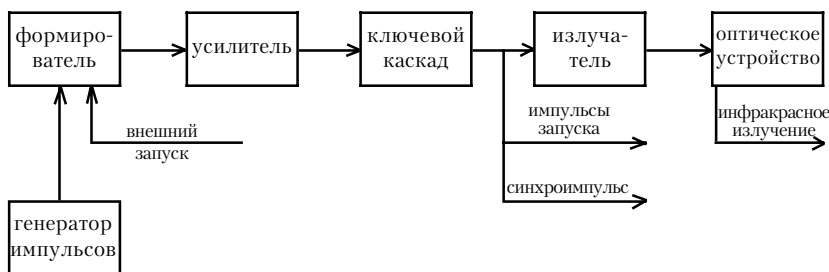 формиро-
ватель
усилитель
ключевой
каскад
излуча-
тель
оптическое
устройство
внешний
запуск
импульсы
запуска
инфракрасное
излучение
синхроимпульс
генератор
импульсов